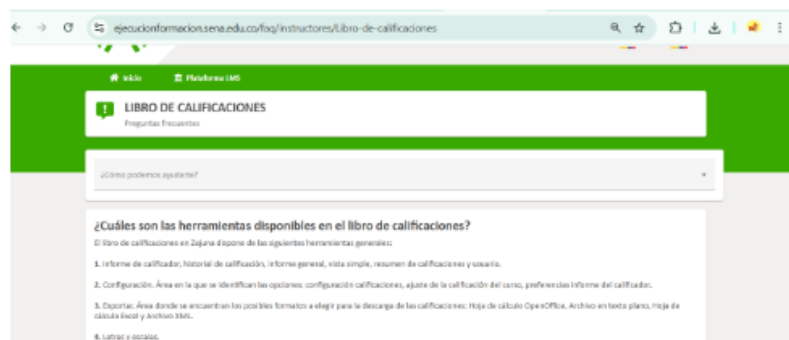 ejecucionformacion.sena.edu.co/faq/instructores/Libro-de-calificaciones
Inicio Plataforma LMS
LIBRO DE CALIFICACIONES
Preguntas frecuentes
¿Cómo podemos ayudarte?
¿Cuáles son las herramientas disponibles en el libro de calificaciones?
El libro de calificaciones en Zajuna dispone de las siguientes herramientas generales:
1. Informe de calificador, historial de calificación, informe general, vista simple, resumen de calificaciones y usuario.
2. Configuración. Área en la que se identifican las opciones: configuración calificaciones, ajuste de la calificación del curso, preferencias informe del calificador.
3. Exportar. Área donde se encuentran los posibles formatos a elegir para la descarga de las calificaciones: Hoja de cálculo OpenOffice, Archivo en texto plano, Hoja de
cálculo Excel y Archivo XML.
4. Letras y escalas.